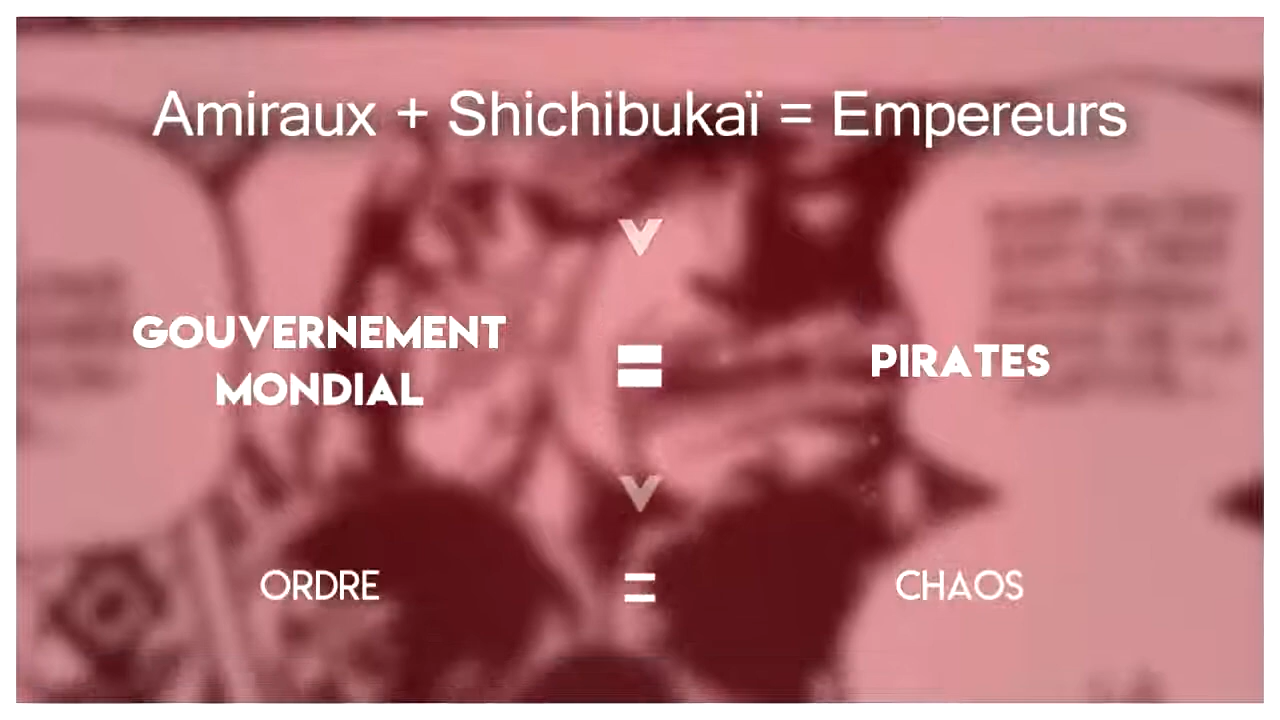 Amiraux + Shichibukaï = Empereurs
GOUVERNEMENT
MONDIAL
=
PIRATES
ORDRE = CHAOS